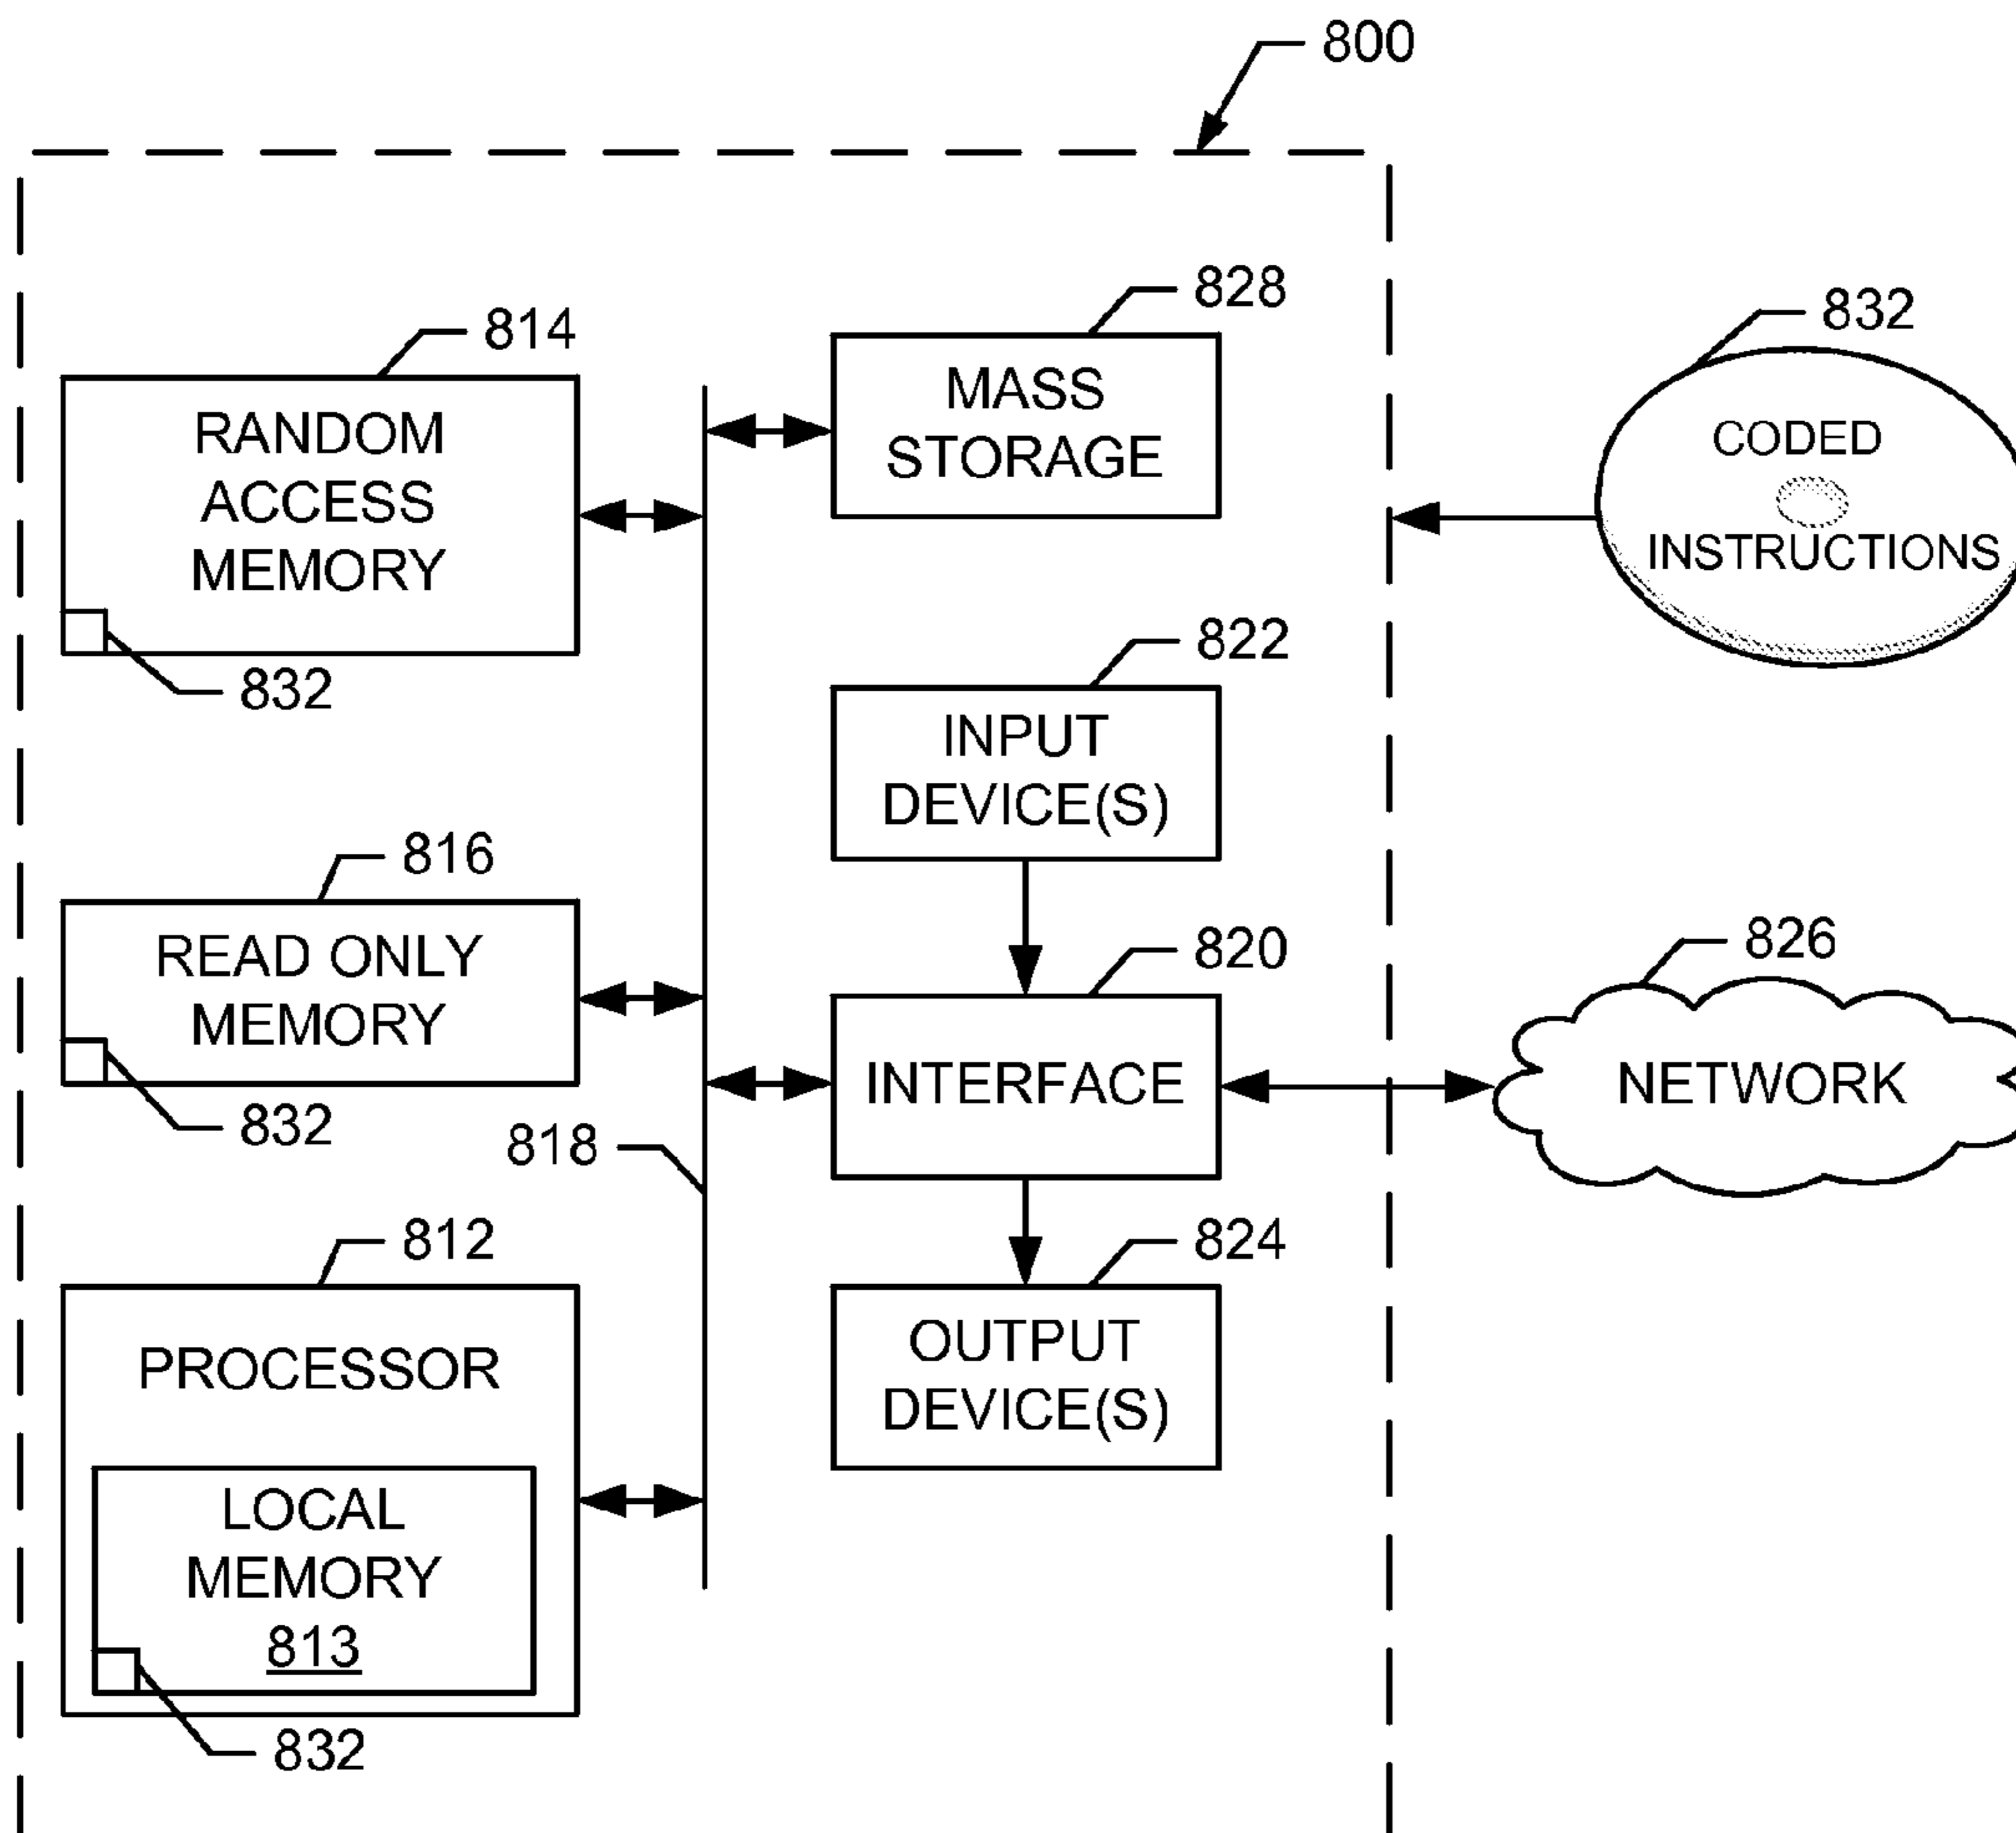 800
828
MASS
STORAGE
814
RANDOM
ACCESS
MEMORY
832
832
CODED
INSTRUCTIONS
822
INPUT
DEVICE(S)
816
READ ONLY
MEMORY
832
820
INTERFACE
826
NETWORK
818
812
PROCESSOR
LOCAL
MEMORY
813
832
824
OUTPUT
DEVICE(S)